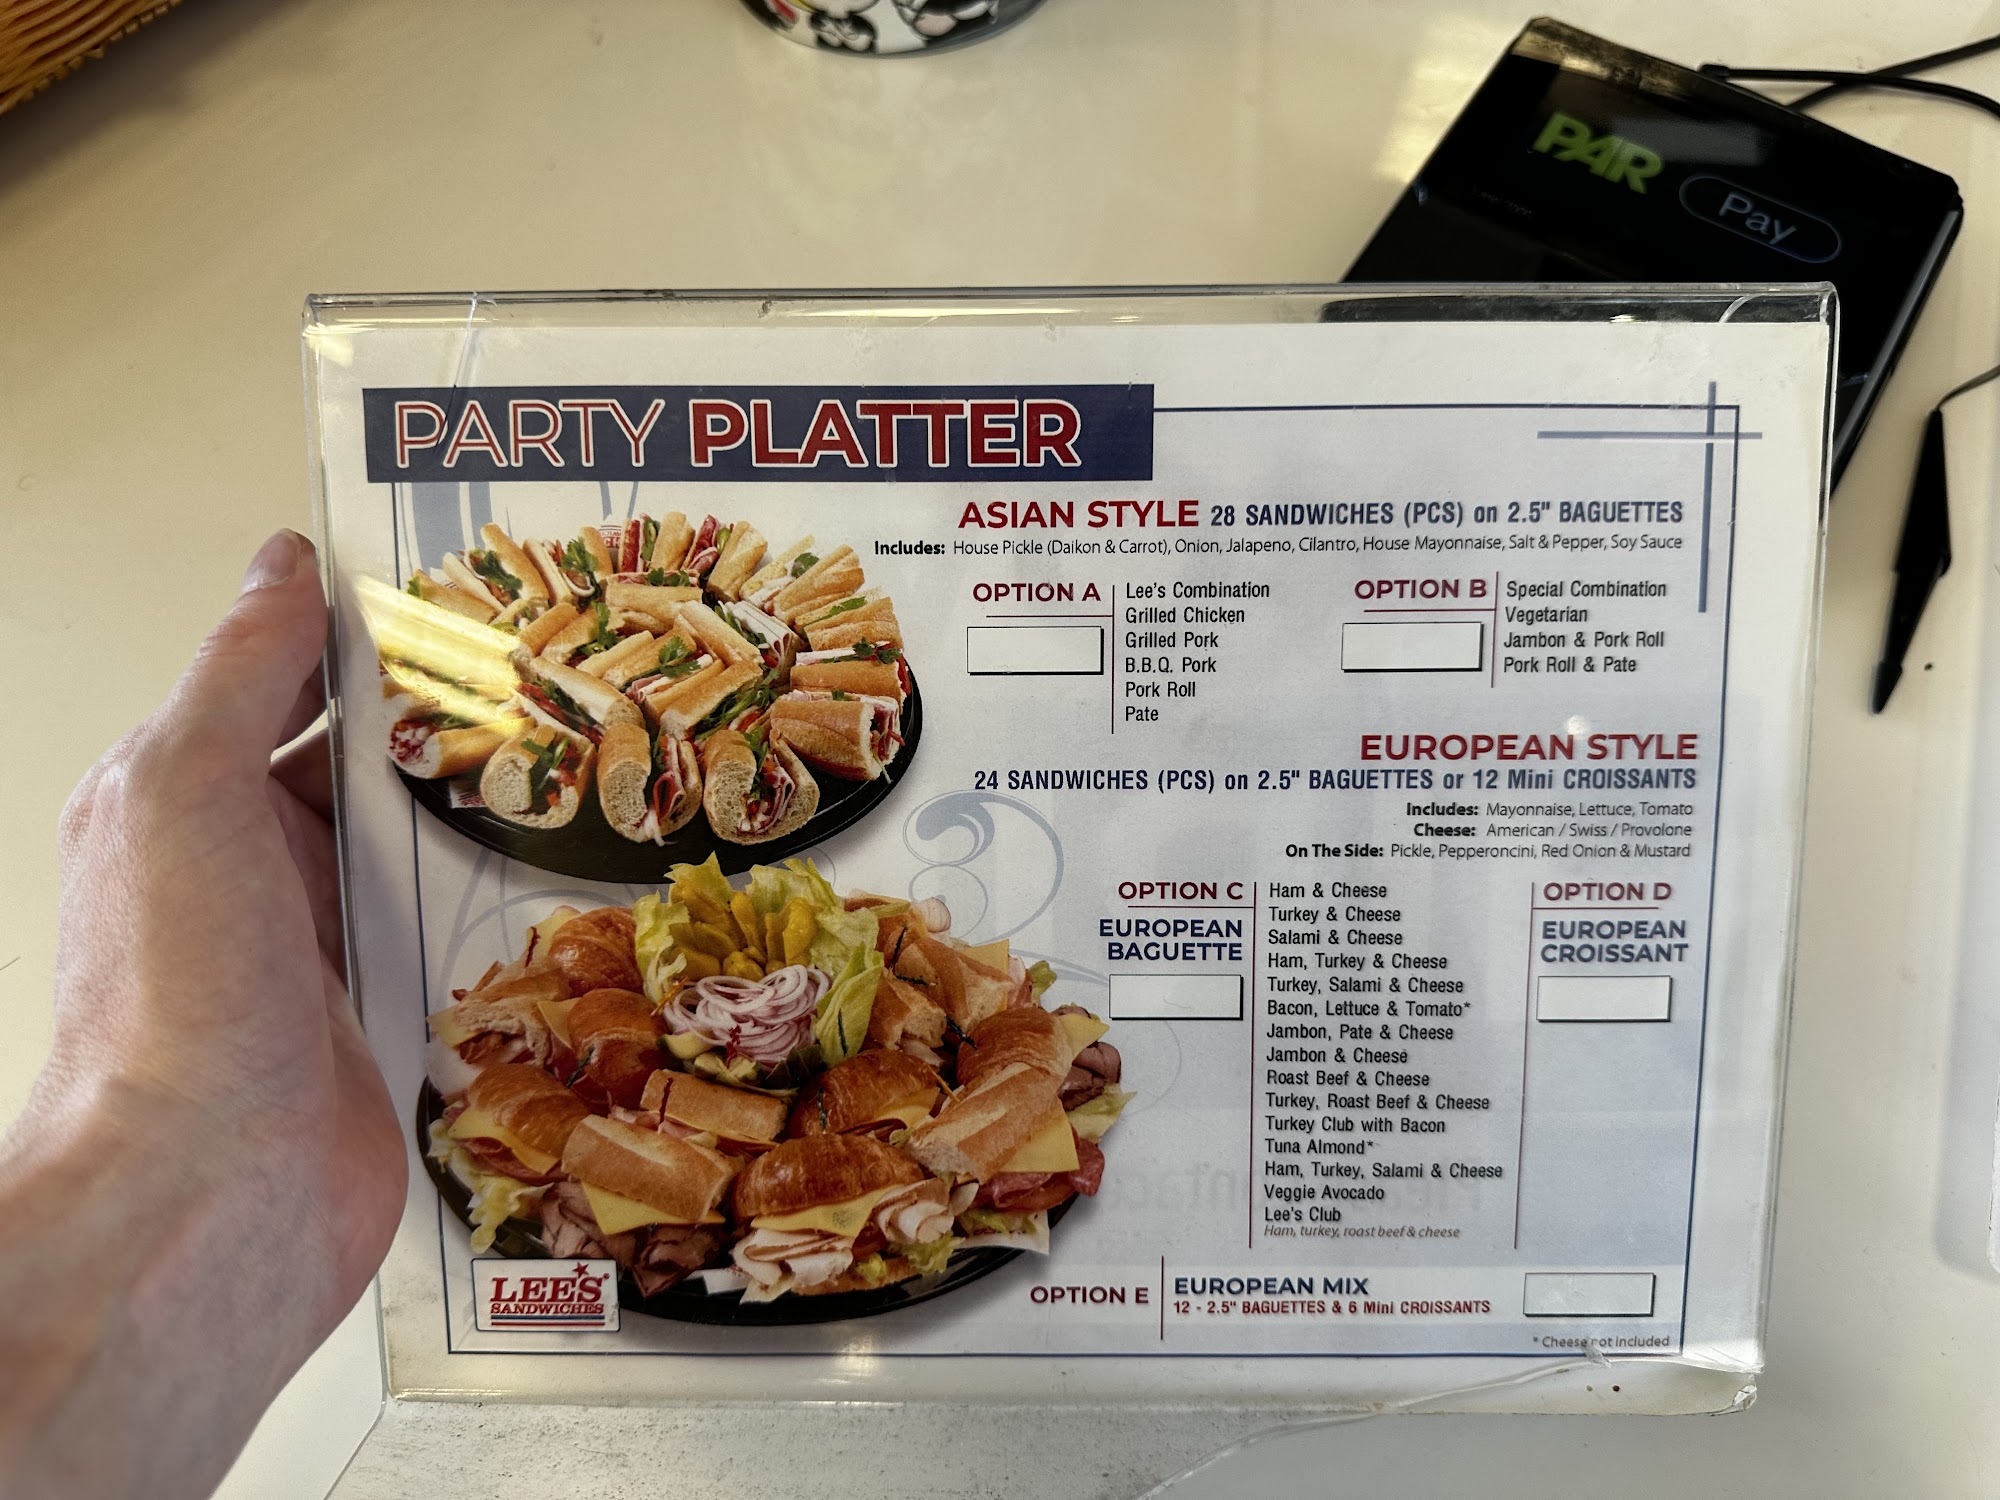 PAR
Pay
PARTY PLATTER
ASIAN STYLE 28 SANDWICHES (PCS) on 2.5" BAGUETTES
Includes: House Pickle (Daikon & Carrot), Onion, Jalapeno, Cilantro, House Mayonnaise, Salt & Pepper, Soy Sauce
OPTION A
Lee's Combination
Grilled Chicken
Grilled Pork
B.B.Q. Pork
Pork Roll
Pate
OPTION B
Special Combination
Vegetarian
Jambon & Pork Roll
Pork Roll & Pate
EUROPEAN STYLE
24 SANDWICHES (PCS) on 2.5" BAGUETTES or 12 Mini CROISSANTS
Includes: Mayonnaise, Lettuce, Tomato
Cheese: American / Swiss / Provolone
On The Side: Pickle, Pepperoncini, Red Onion & Mustard
OPTION C
EUROPEAN
BAGUETTE
Ham & Cheese
Turkey & Cheese
Salami & Cheese
Ham, Turkey & Cheese
Turkey, Salami & Cheese
Bacon, Lettuce & Tomato*
Jambon, Pate & Cheese
Jambon & Cheese
Roast Beef & Cheese
Turkey, Roast Beef & Cheese
Turkey Club with Bacon
Tuna Almond*
Ham, Turkey, Salami & Cheese
Veggie Avocado
Lee's Club
Ham, turkey, roast beef & cheese
OPTION D
EUROPEAN
CROISSANT
OPTION E
EUROPEAN MIX
12 - 2.5" BAGUETTES & 6 Mini CROISSANTS
* Cheese not included
LEE'S
SANDWICHES